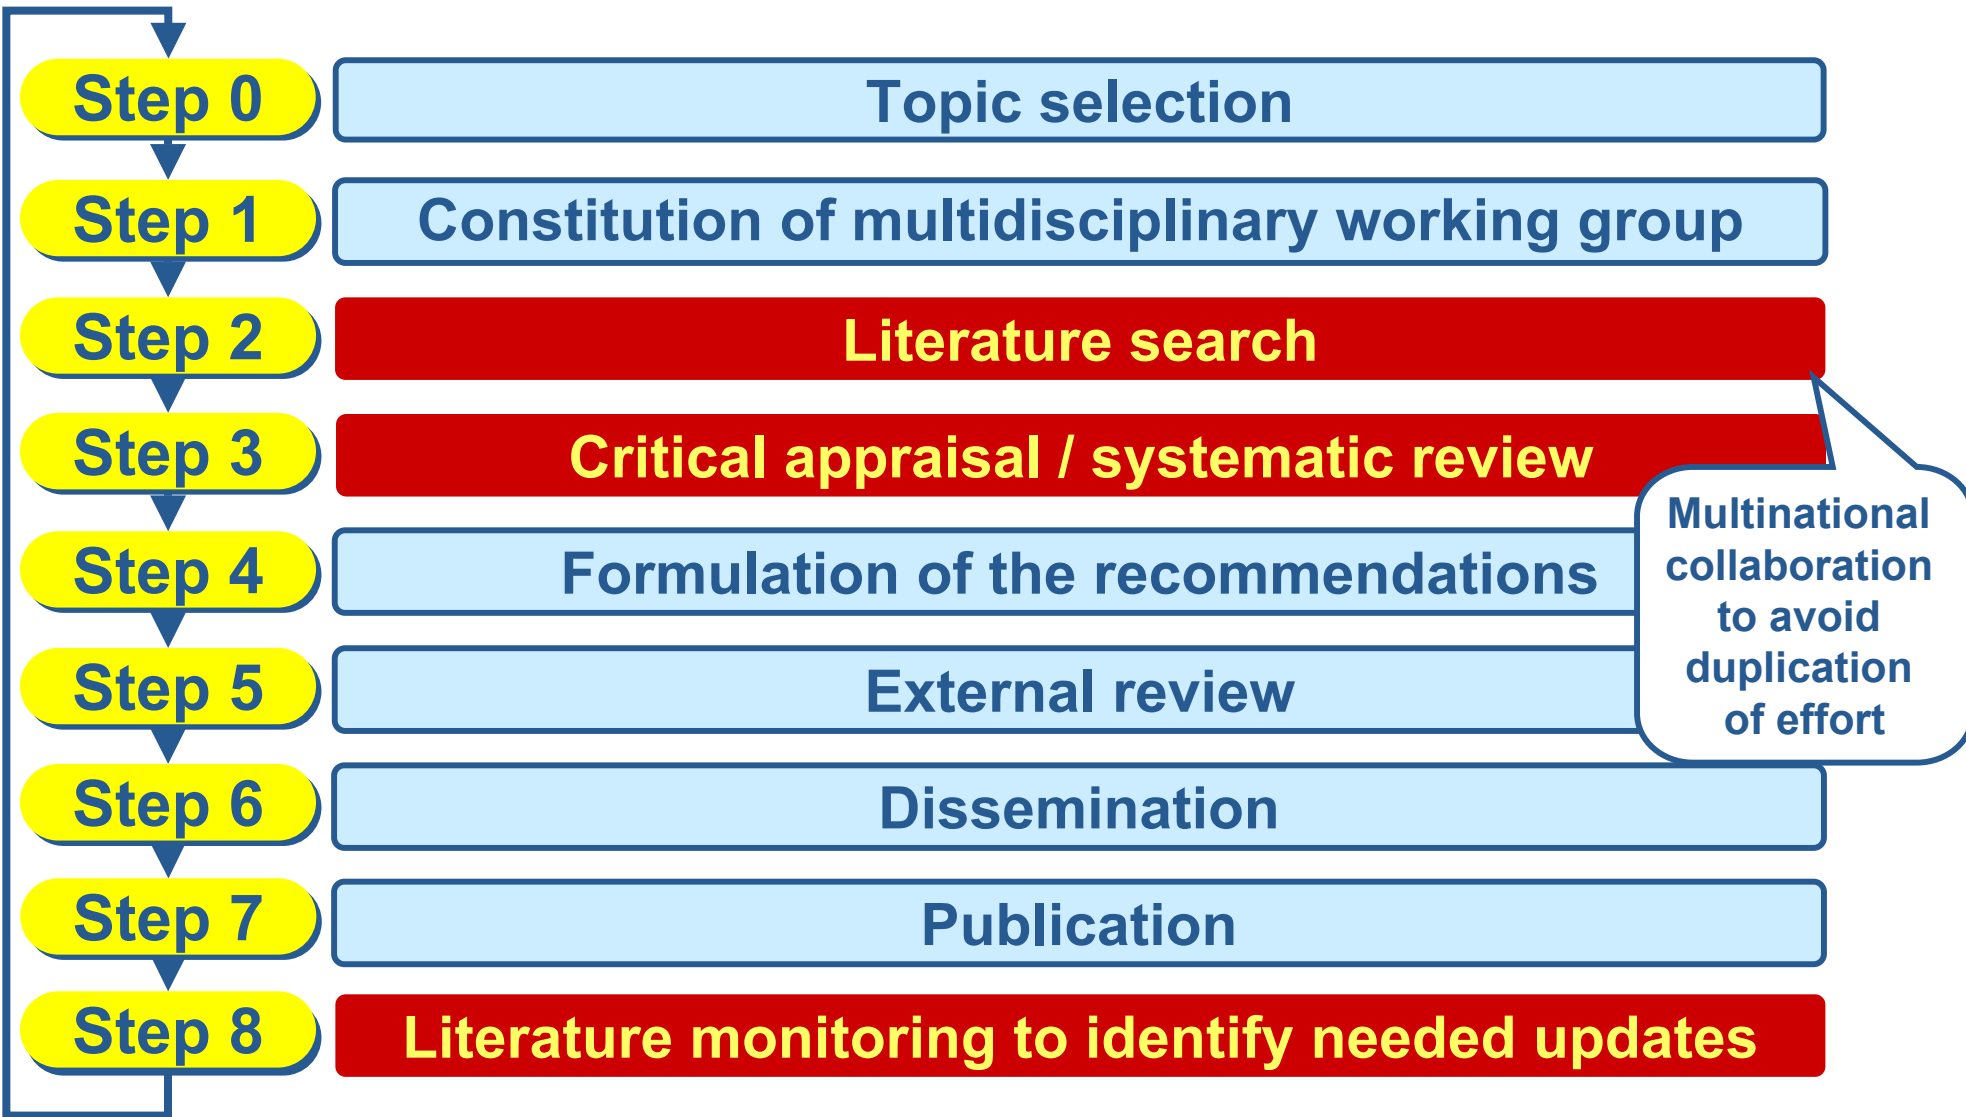 Step 0
Topic selection
Step 1
Constitution of multidisciplinary working group
Step 2
Literature search
Step 3
Critical appraisal / systematic review
Step 4
Formulation of the recommendations
Step 5
External review
Step 6
Dissemination
Step 7
Publication
Step 8
Literature monitoring to identify needed updates
Multinational
collaboration
to avoid
duplication
of effort